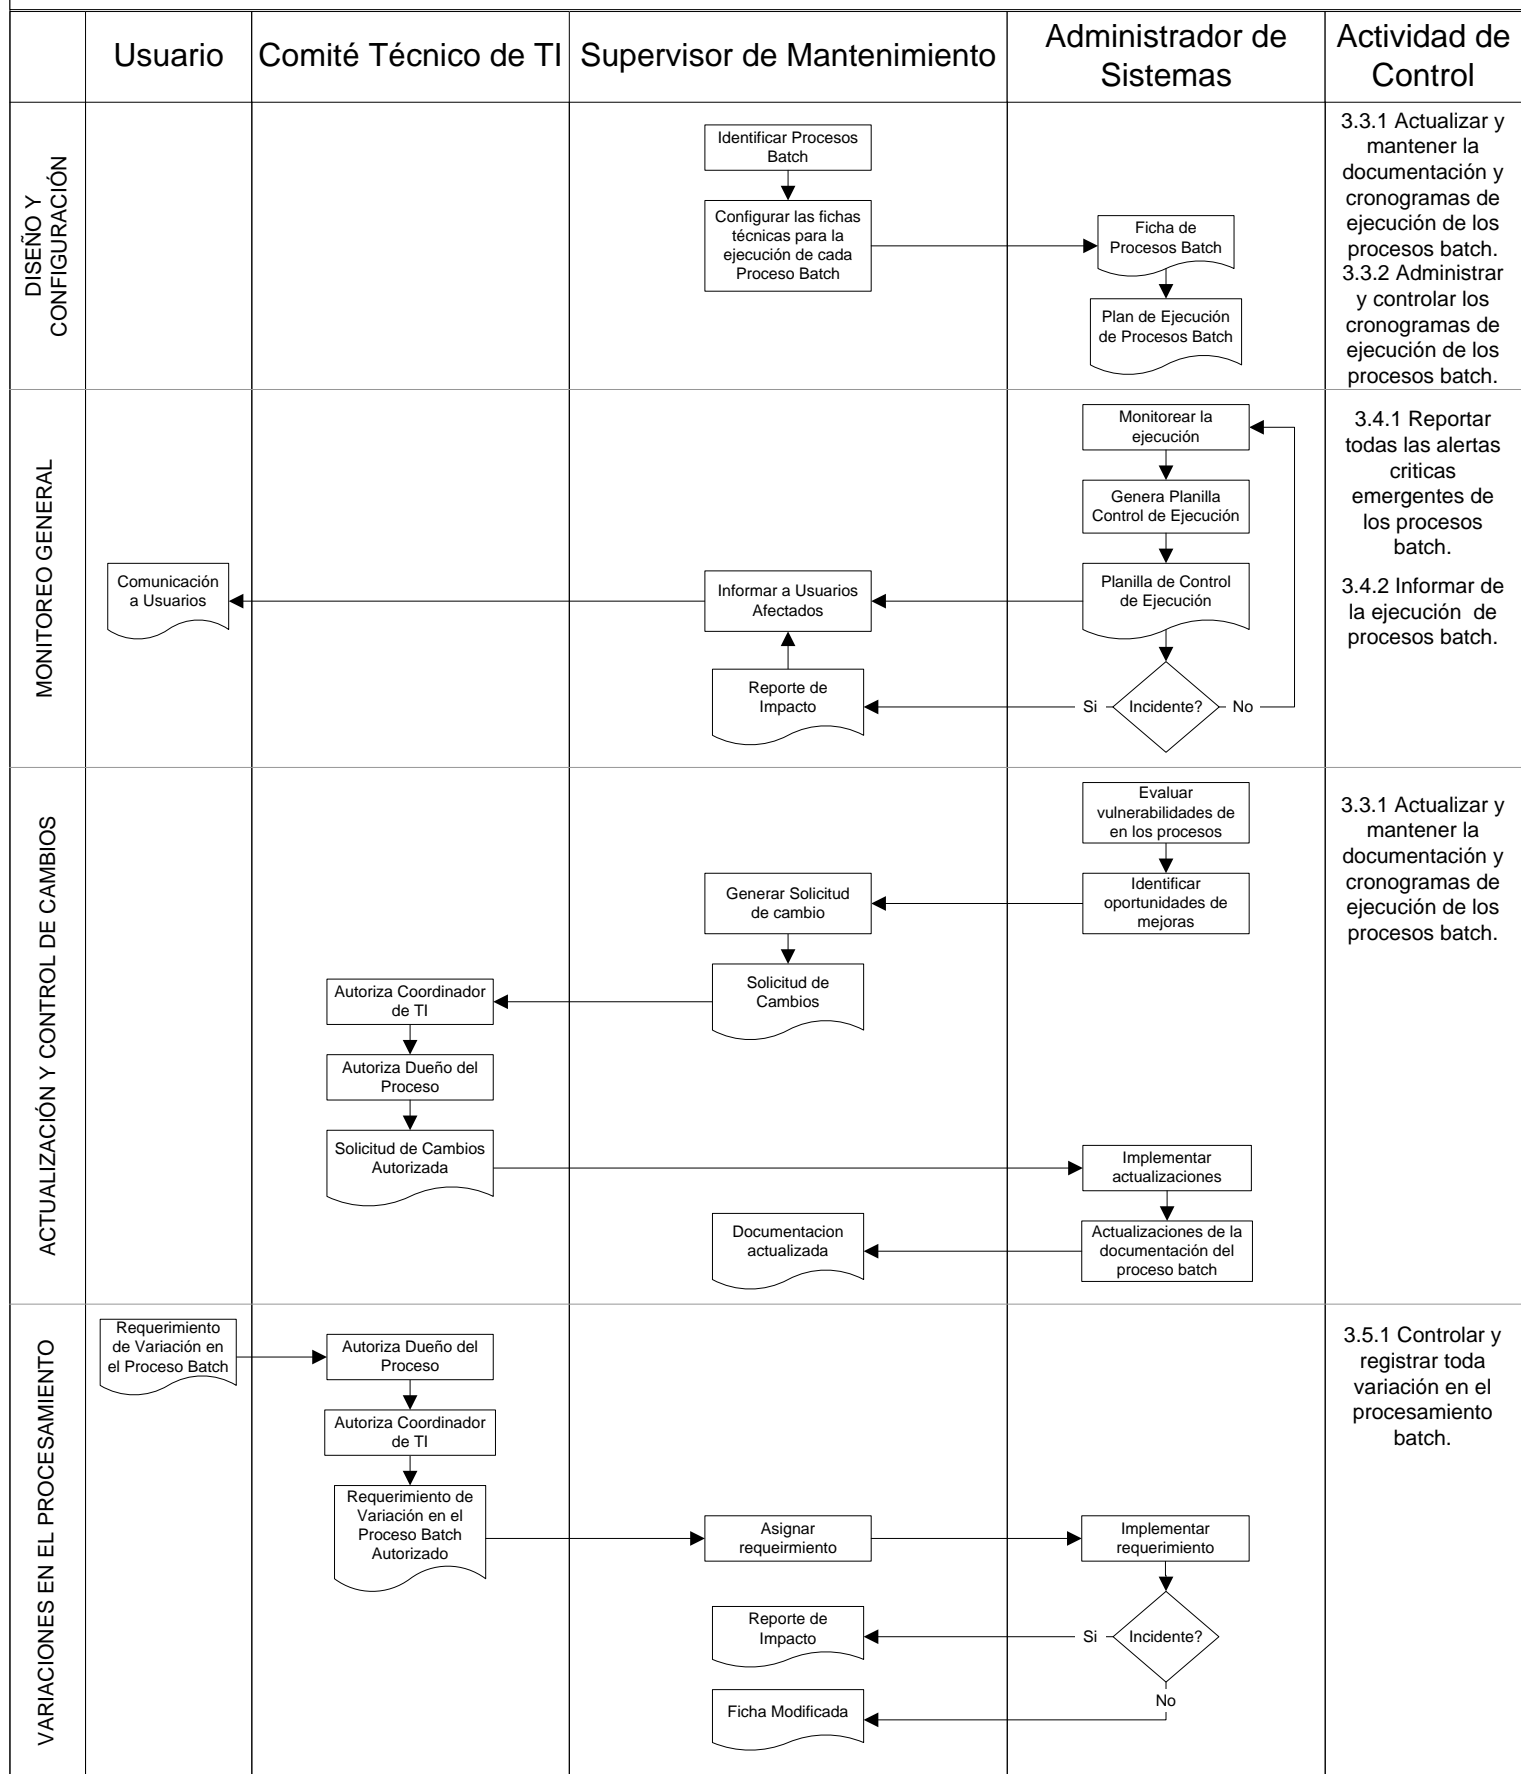 Usuario
Comité Técnico de TI
Supervisor de Mantenimiento
Administrador de
Sistemas
Actividad de
Control
DISEÑO Y
CONFIGURACIÓN
Identificar Procesos
Batch
Configurar las fichas
técnicas para la
ejecución de cada
Proceso Batch
Ficha de
Procesos Batch
Plan de Ejecución
de Procesos Batch
3.3.1 Actualizar y
mantener la
documentación y
cronogramas de
ejecución de los
procesos batch.
3.3.2 Administrar
y controlar los
cronogramas de
ejecución de los
procesos batch.
MONITOREO GENERAL
Monitorear la
ejecución
Genera Planilla
Control de Ejecución
Planilla de Control
de Ejecución
Informar a Usuarios
Afectados
Comunicación
a Usuarios
Reporte de
Impacto
Si
Incidente?
No
3.4.1 Reportar
todas las alertas
criticas
emergentes de
los procesos
batch.
3.4.2 Informar de
la ejecución de
procesos batch.
ACTUALIZACIÓN Y CONTROL DE CAMBIOS
Evaluar
vulnerabilidades de
en los procesos
Identificar
oportunidades de
mejoras
Generar Solicitud
de cambio
Solicitud de
Cambios
Autoriza Coordinador
de TI
Autoriza Dueño del
Proceso
Solicitud de Cambios
Autorizada
Implementar
actualizaciones
Actualizaciones de la
documentación del
proceso batch
Documentacion
actualizada
3.3.1 Actualizar y
mantener la
documentación y
cronogramas de
ejecución de los
procesos batch.
VARIACIONES EN EL PROCESAMIENTO
Requerimiento
de Variación en
el Proceso Batch
Autoriza Dueño del
Proceso
Autoriza Coordinador
de TI
Requerimiento de
Variación en el
Proceso Batch
Autorizado
Asignar
requeirmiento
Implementar
requerimiento
Reporte de
Impacto
Si
Incidente?
No
Ficha Modificada
3.5.1 Controlar y
registrar toda
variación en el
procesamiento
batch.